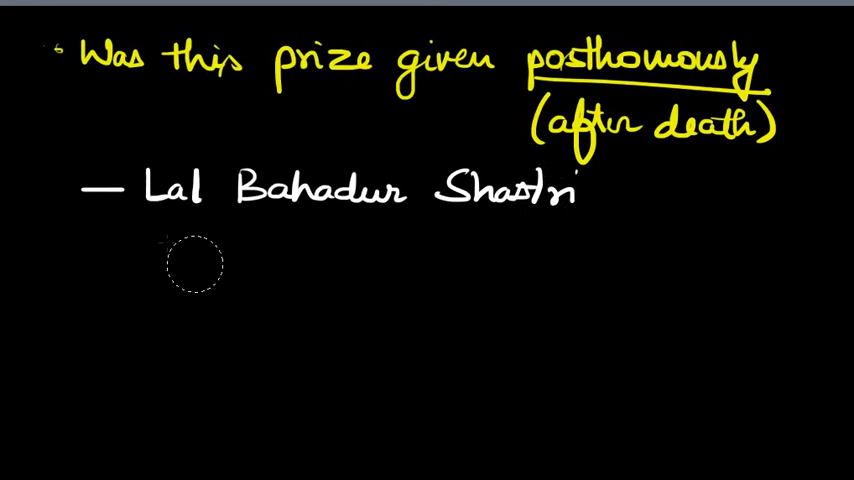 Was this prize given posthomously
(after death)
— Lal Bahadur Shastri